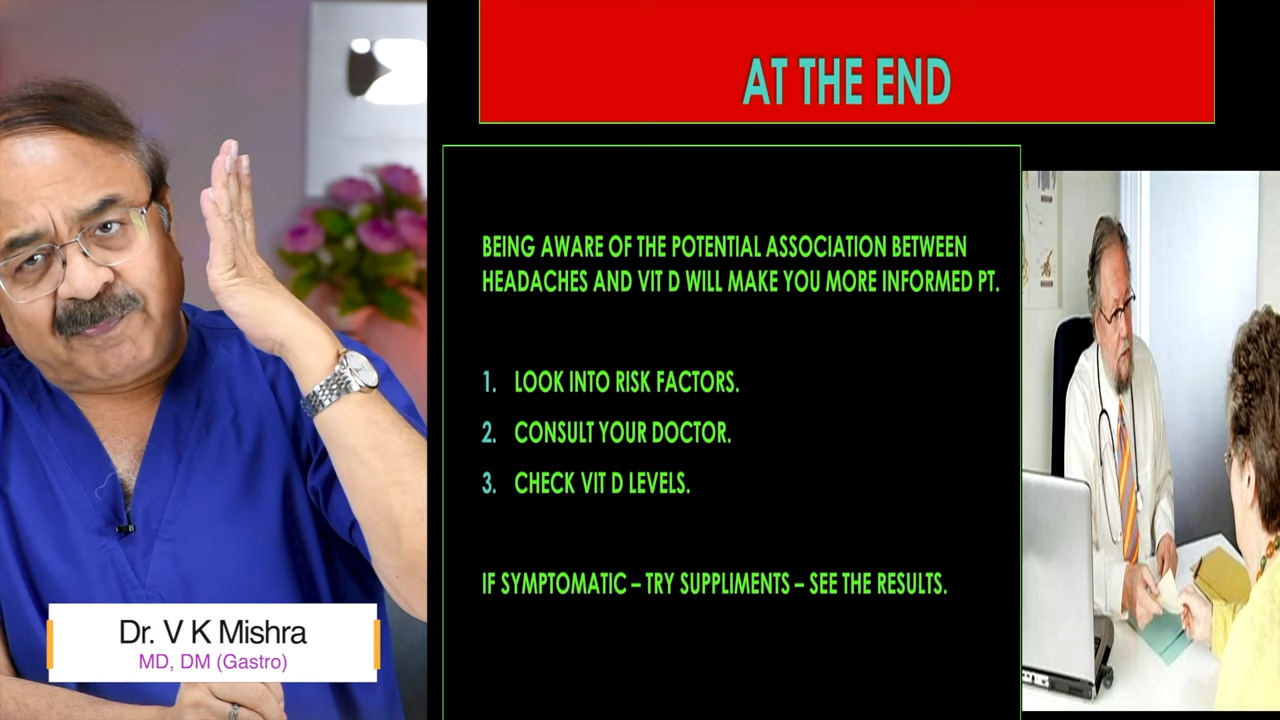 AT THE END
BEING AWARE OF THE POTENTIAL ASSOCIATION BETWEEN
HEADACHES AND VIT D WILL MAKE YOU MORE INFORMED PT.
1. LOOK INTO RISK FACTORS.
2. CONSULT YOUR DOCTOR.
3. CHECK VIT D LEVELS.
IF SYMPTOMATIC – TRY SUPPLIMENTS – SEE THE RESULTS.
Dr. V K Mishra
MD, DM (Gastro)